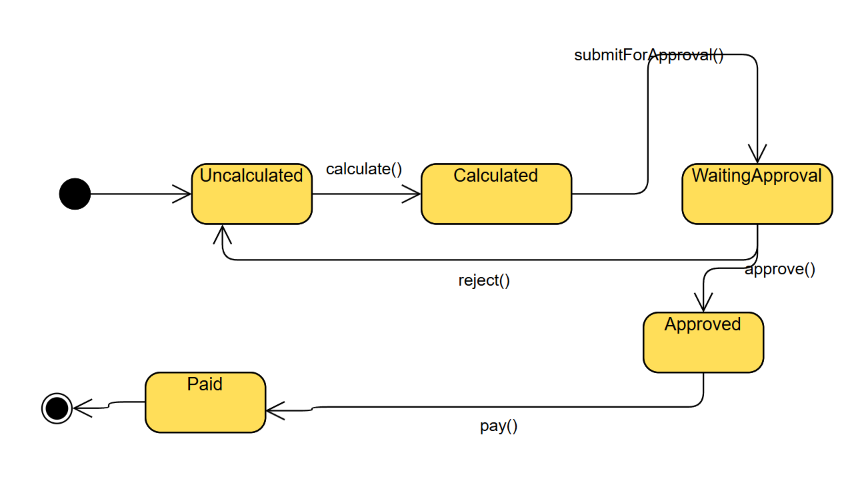 submitForApproval()
calculate()
Uncalculated
Calculated
WaitingApproval
reject()
approve()
Approved
Paid
pay()